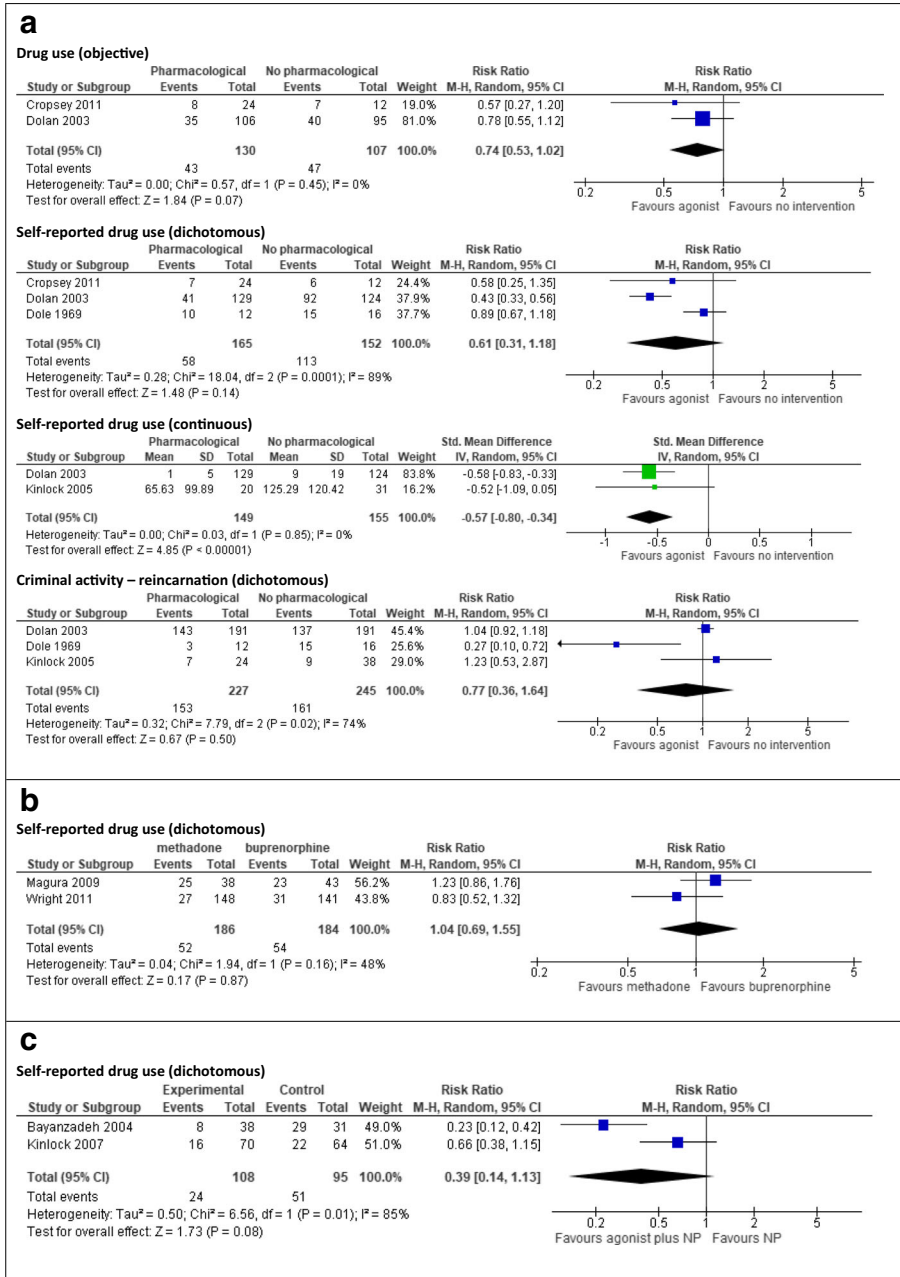 a
Drug use (objective)
Pharmacological No pharmacological Risk Ratio Risk Ratio
Study or Subgroup Events Total Events Total Weight M-H, Random, 95% CI M-H, Random, 95% CI
Cropsey 2011 8 24 7 12 19.0% 0.57 [0.27, 1.20]
Dolan 2003 35 106 40 95 81.0% 0.78 [0.55, 1.12]
Total (95% CI) 130 107 100.0% 0.74 [0.53, 1.02]
Total events 43 47
Heterogeneity: Tau² = 0.00; Chi² = 0.57, df = 1 (P = 0.45); I² = 0%
Test for overall effect: Z = 1.84 (P = 0.07)
0.2 0.5 1 2 5
Favours agonist Favours no intervention
Self-reported drug use (dichotomous)
Pharmacological No pharmacological Risk Ratio Risk Ratio
Study or Subgroup Events Total Events Total Weight M-H, Random, 95% CI M-H, Random, 95% CI
Cropsey 2011 7 24 6 12 24.4% 0.58 [0.25, 1.35]
Dolan 2003 41 129 92 124 37.9% 0.43 [0.33, 0.56]
Dole 1969 10 12 15 16 37.7% 0.89 [0.67, 1.18]
Total (95% CI) 165 152 100.0% 0.61 [0.31, 1.18]
Total events 58 113
Heterogeneity: Tau² = 0.28; Chi² = 18.04, df = 2 (P = 0.0001); I² = 89%
Test for overall effect: Z = 1.48 (P = 0.14)
0.2 0.5 1 2 5
Favours agonist Favours no intervention
Self-reported drug use (continuous)
Pharmacological No pharmacological Std. Mean Difference Std. Mean Difference
Study or Subgroup Mean SD Total Mean SD Total Weight IV, Random, 95% CI IV, Random, 95% CI
Dolan 2003 1 5 129 9 19 124 83.8% -0.58 [-0.83, -0.33]
Kinlock 2005 65.63 99.89 20 125.29 120.42 31 16.2% -0.52 [-1.09, 0.05]
Total (95% CI) 149 155 100.0% -0.57 [-0.80, -0.34]
Heterogeneity: Tau² = 0.00; Chi² = 0.03, df = 1 (P = 0.85); I² = 0%
Test for overall effect: Z = 4.85 (P < 0.00001)
-1 -0.5 0 0.5 1
Favours agonist Favours no intervention
Criminal activity – reincarnation (dichotomous)
Pharmacological No pharmacological Risk Ratio Risk Ratio
Study or Subgroup Events Total Events Total Weight M-H, Random, 95% CI M-H, Random, 95% CI
Dolan 2003 143 191 137 191 45.4% 1.04 [0.92, 1.18]
Dole 1969 3 12 15 16 25.6% 0.27 [0.10, 0.72]
Kinlock 2005 7 24 9 38 29.0% 1.23 [0.53, 2.87]
Total (95% CI) 227 245 100.0% 0.77 [0.36, 1.64]
Total events 153 161
Heterogeneity: Tau² = 0.32; Chi² = 7.79, df = 2 (P = 0.02); I² = 74%
Test for overall effect: Z = 0.67 (P = 0.50)
0.2 0.5 1 2 5
Favours agonist Favours no intervention
b
Self-reported drug use (dichotomous)
methadone buprenorphine Risk Ratio Risk Ratio
Study or Subgroup Events Total Events Total Weight M-H, Random, 95% CI M-H, Random, 95% CI
Magura 2009 25 38 23 43 56.2% 1.23 [0.86, 1.76]
Wright 2011 27 148 31 141 43.8% 0.83 [0.52, 1.32]
Total (95% CI) 186 184 100.0% 1.04 [0.69, 1.55]
Total events 52 54
Heterogeneity: Tau² = 0.04; Chi² = 1.94, df = 1 (P = 0.16); I² = 48%
Test for overall effect: Z = 0.17 (P = 0.87)
0.2 0.5 1 2 5
Favours methadone Favours buprenorphine
c
Self-reported drug use (dichotomous)
Experimental Control Risk Ratio Risk Ratio
Study or Subgroup Events Total Events Total Weight M-H, Random, 95% CI M-H, Random, 95% CI
Bayanzadeh 2004 8 38 29 31 49.0% 0.23 [0.12, 0.42]
Kinlock 2007 16 70 22 64 51.0% 0.66 [0.38, 1.15]
Total (95% CI) 108 95 100.0% 0.39 [0.14, 1.13]
Total events 24 51
Heterogeneity: Tau² = 0.50; Chi² = 6.56, df = 1 (P = 0.01); I² = 85%
Test for overall effect: Z = 1.73 (P = 0.08)
0.2 0.5 1 2 5
Favours agonist plus NP Favours NP